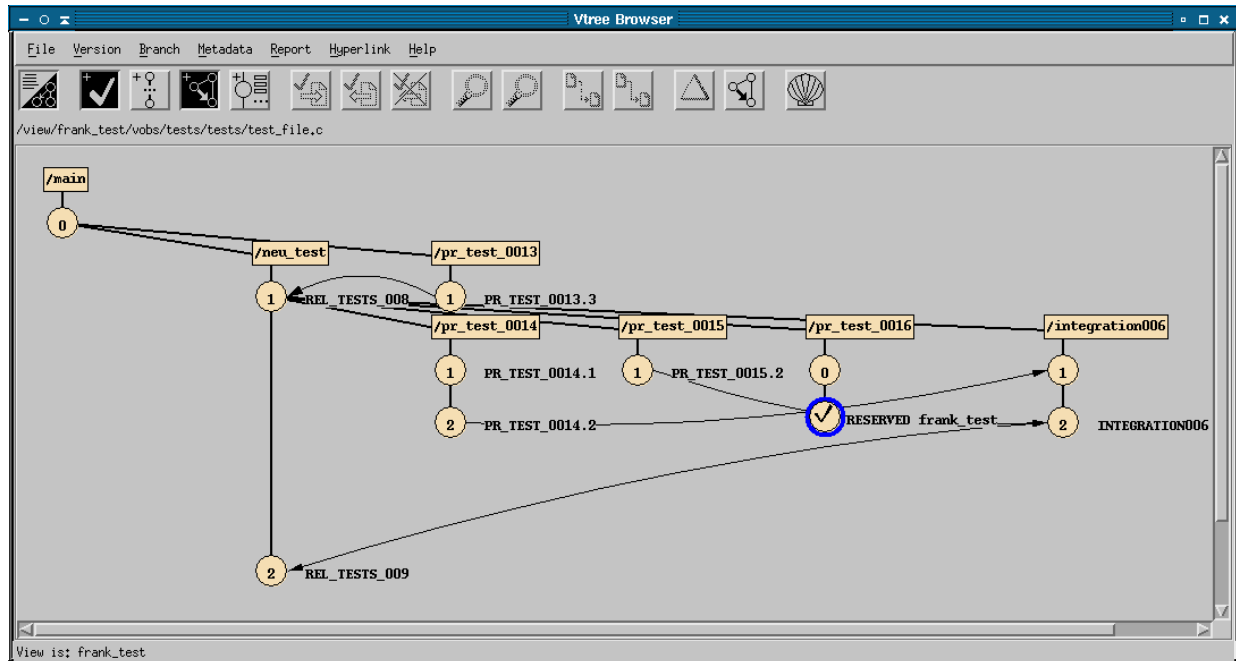 Vtree Browser
File Version Branch Metadata Report Hyperlink Help
/view/frank_test/vobs/tests/tests/test_file.c
/main
0
/neu_test /pr_test_0013
1 REL_TESTS_008 1 PR_TEST_0013.3
/pr_test_0014 /pr_test_0015 /pr_test_0016 /integration006
1 PR_TEST_0014.1 1 PR_TEST_0015.2 0 1
2 PR_TEST_0014.2 RESERVED frank_test 2 INTEGRATION006
2 REL_TESTS_009
View is: frank_test